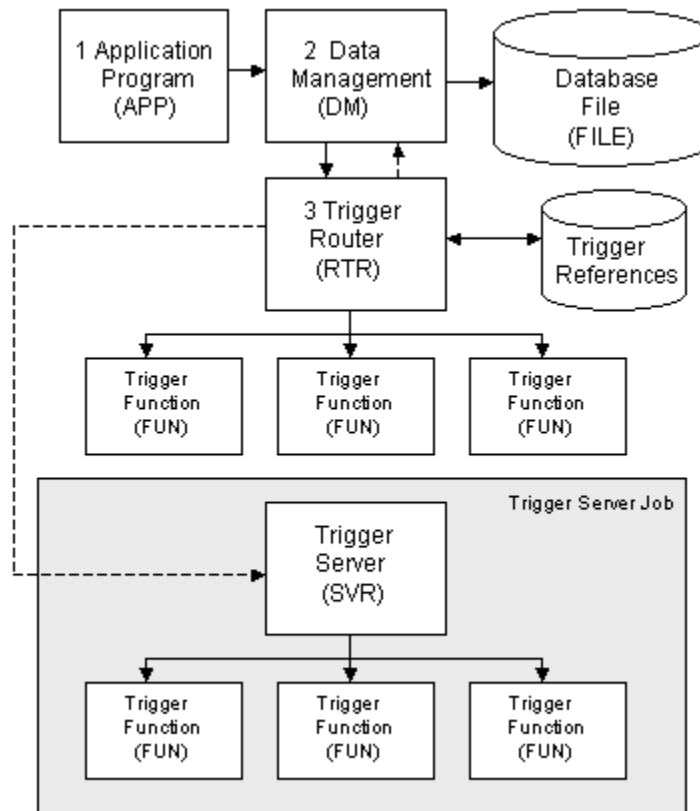 1 Application
Program
(APP)
2 Data
Management
(DM)
Database
File
(FILE)
3 Trigger
Router
(RTR)
Trigger
References
Trigger
Function
(FUN)
Trigger
Function
(FUN)
Trigger
Function
(FUN)
Trigger Server Job
Trigger
Server
(SVR)
Trigger
Function
(FUN)
Trigger
Function
(FUN)
Trigger
Function
(FUN)